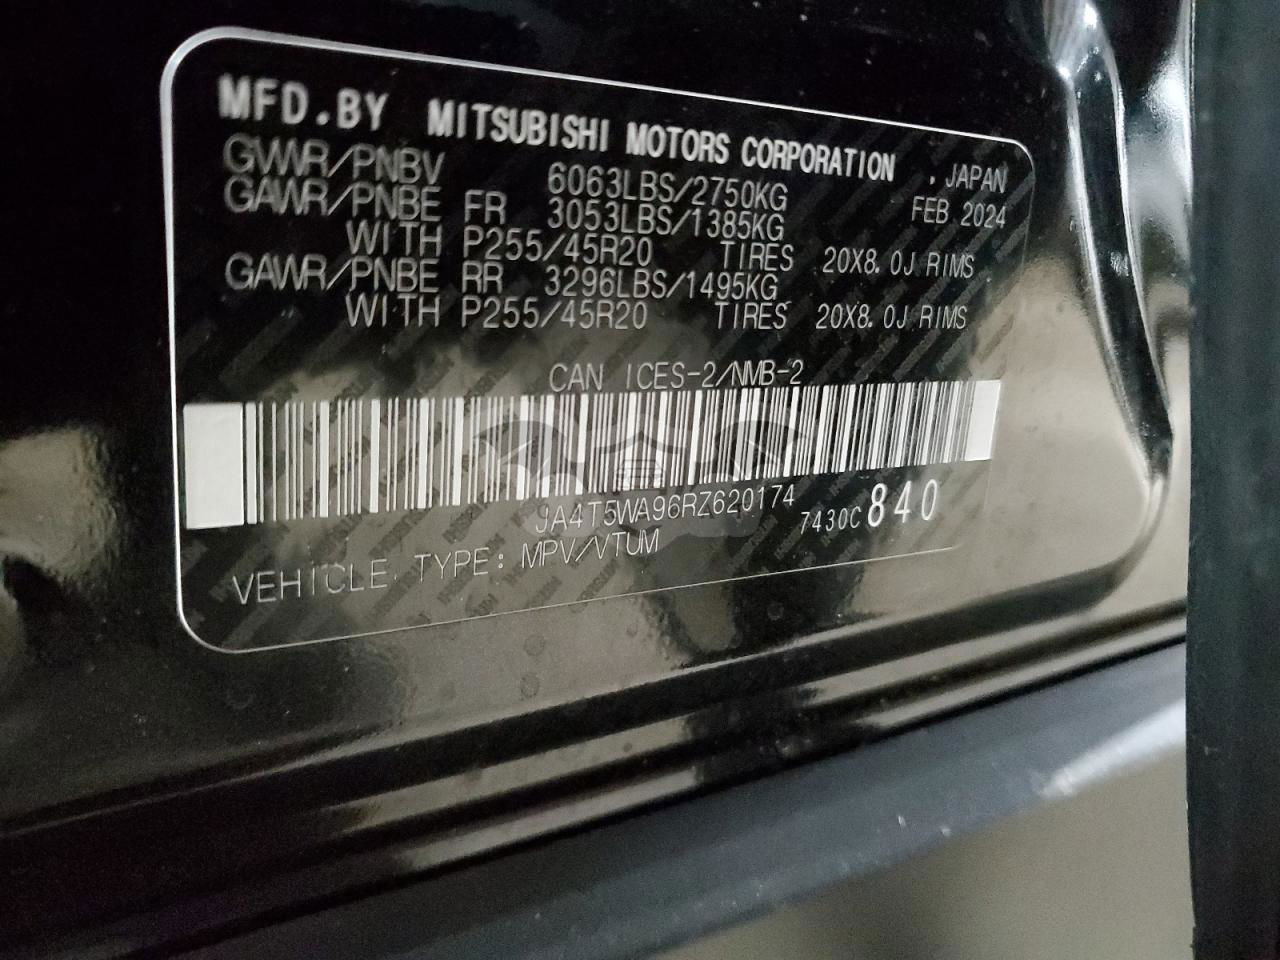 MFD.BY MITSUBISHI MOTORS CORPORATION , JAPAN
GVWR/PNBV 6063LBS/2750KG FEB 2024
GAWR/PNBE FR 3053LBS/1385KG
WITH P255/45R20 TIRES 20X8.0J RIMS
GAWR/PNBE RR 3296LBS/1495KG
WITH P255/45R20 TIRES 20X8.0J RIMS
CAN ICES-2/NMB-2
JA4T5WA96RZ620174 7430C 840
VEHICLE TYPE: MPV/VTUM